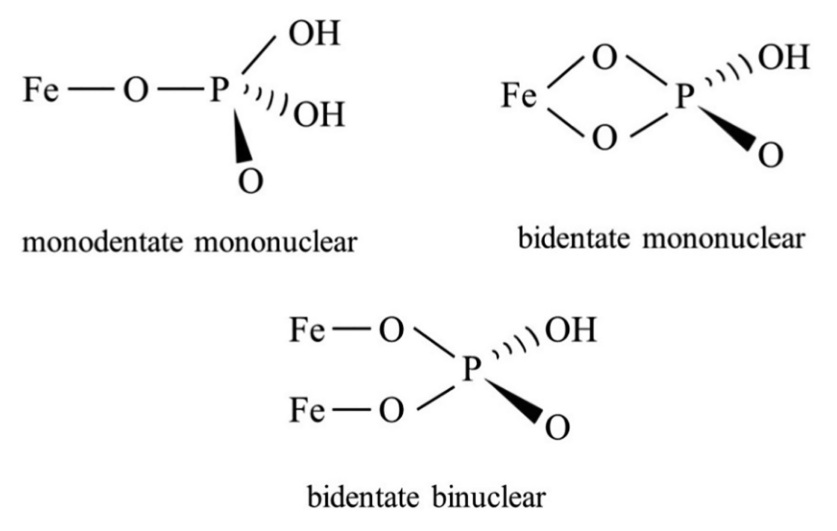 OH
Fe O P
OH
O
monodentate mononuclear
O OH
Fe P
O O
bidentate mononuclear
Fe O OH
P
Fe O O
bidentate binuclear